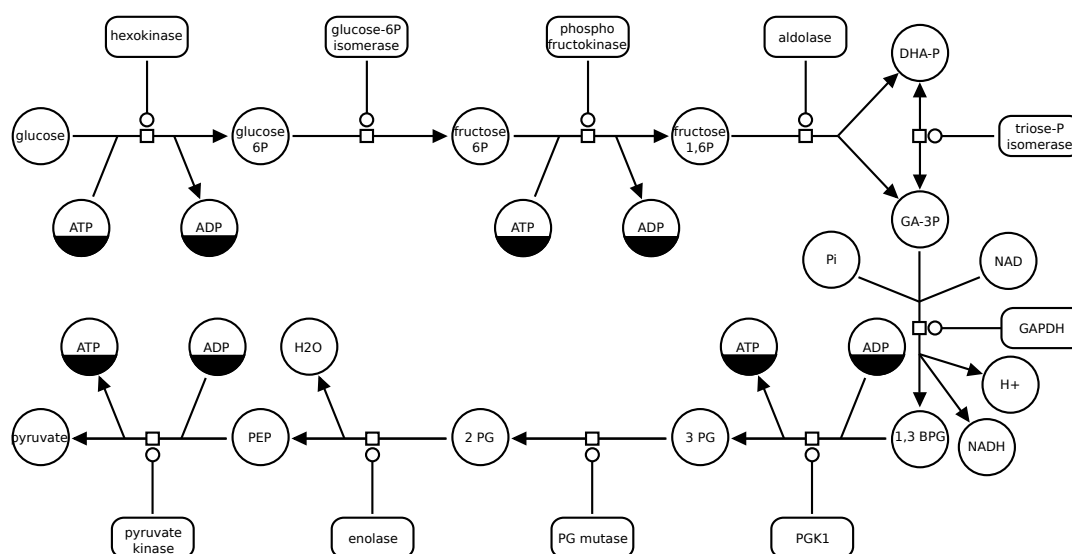 hexokinase
glucose-6P
isomerase
phospho
fructokinase
aldolase
DHA-P
glucose
glucose
6P
fructose
6P
fructose
1,6P
triose-P
isomerase
ATP
ADP
ATP
ADP
GA-3P
Pi
NAD
GAPDH
ATP
ADP
H2O
ATP
ADP
H+
pyruvate
PEP
2 PG
3 PG
1,3 BPG
NADH
pyruvate
kinase
enolase
PG mutase
PGK1